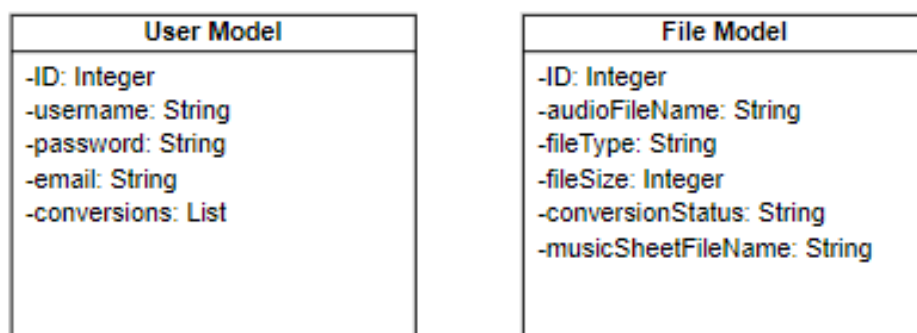 User Model
-ID: Integer
-username: String
-password: String
-email: String
-conversions: List
File Model
-ID: Integer
-audioFileName: String
-fileType: String
-fileSize: Integer
-conversionStatus: String
-musicSheetFileName: String